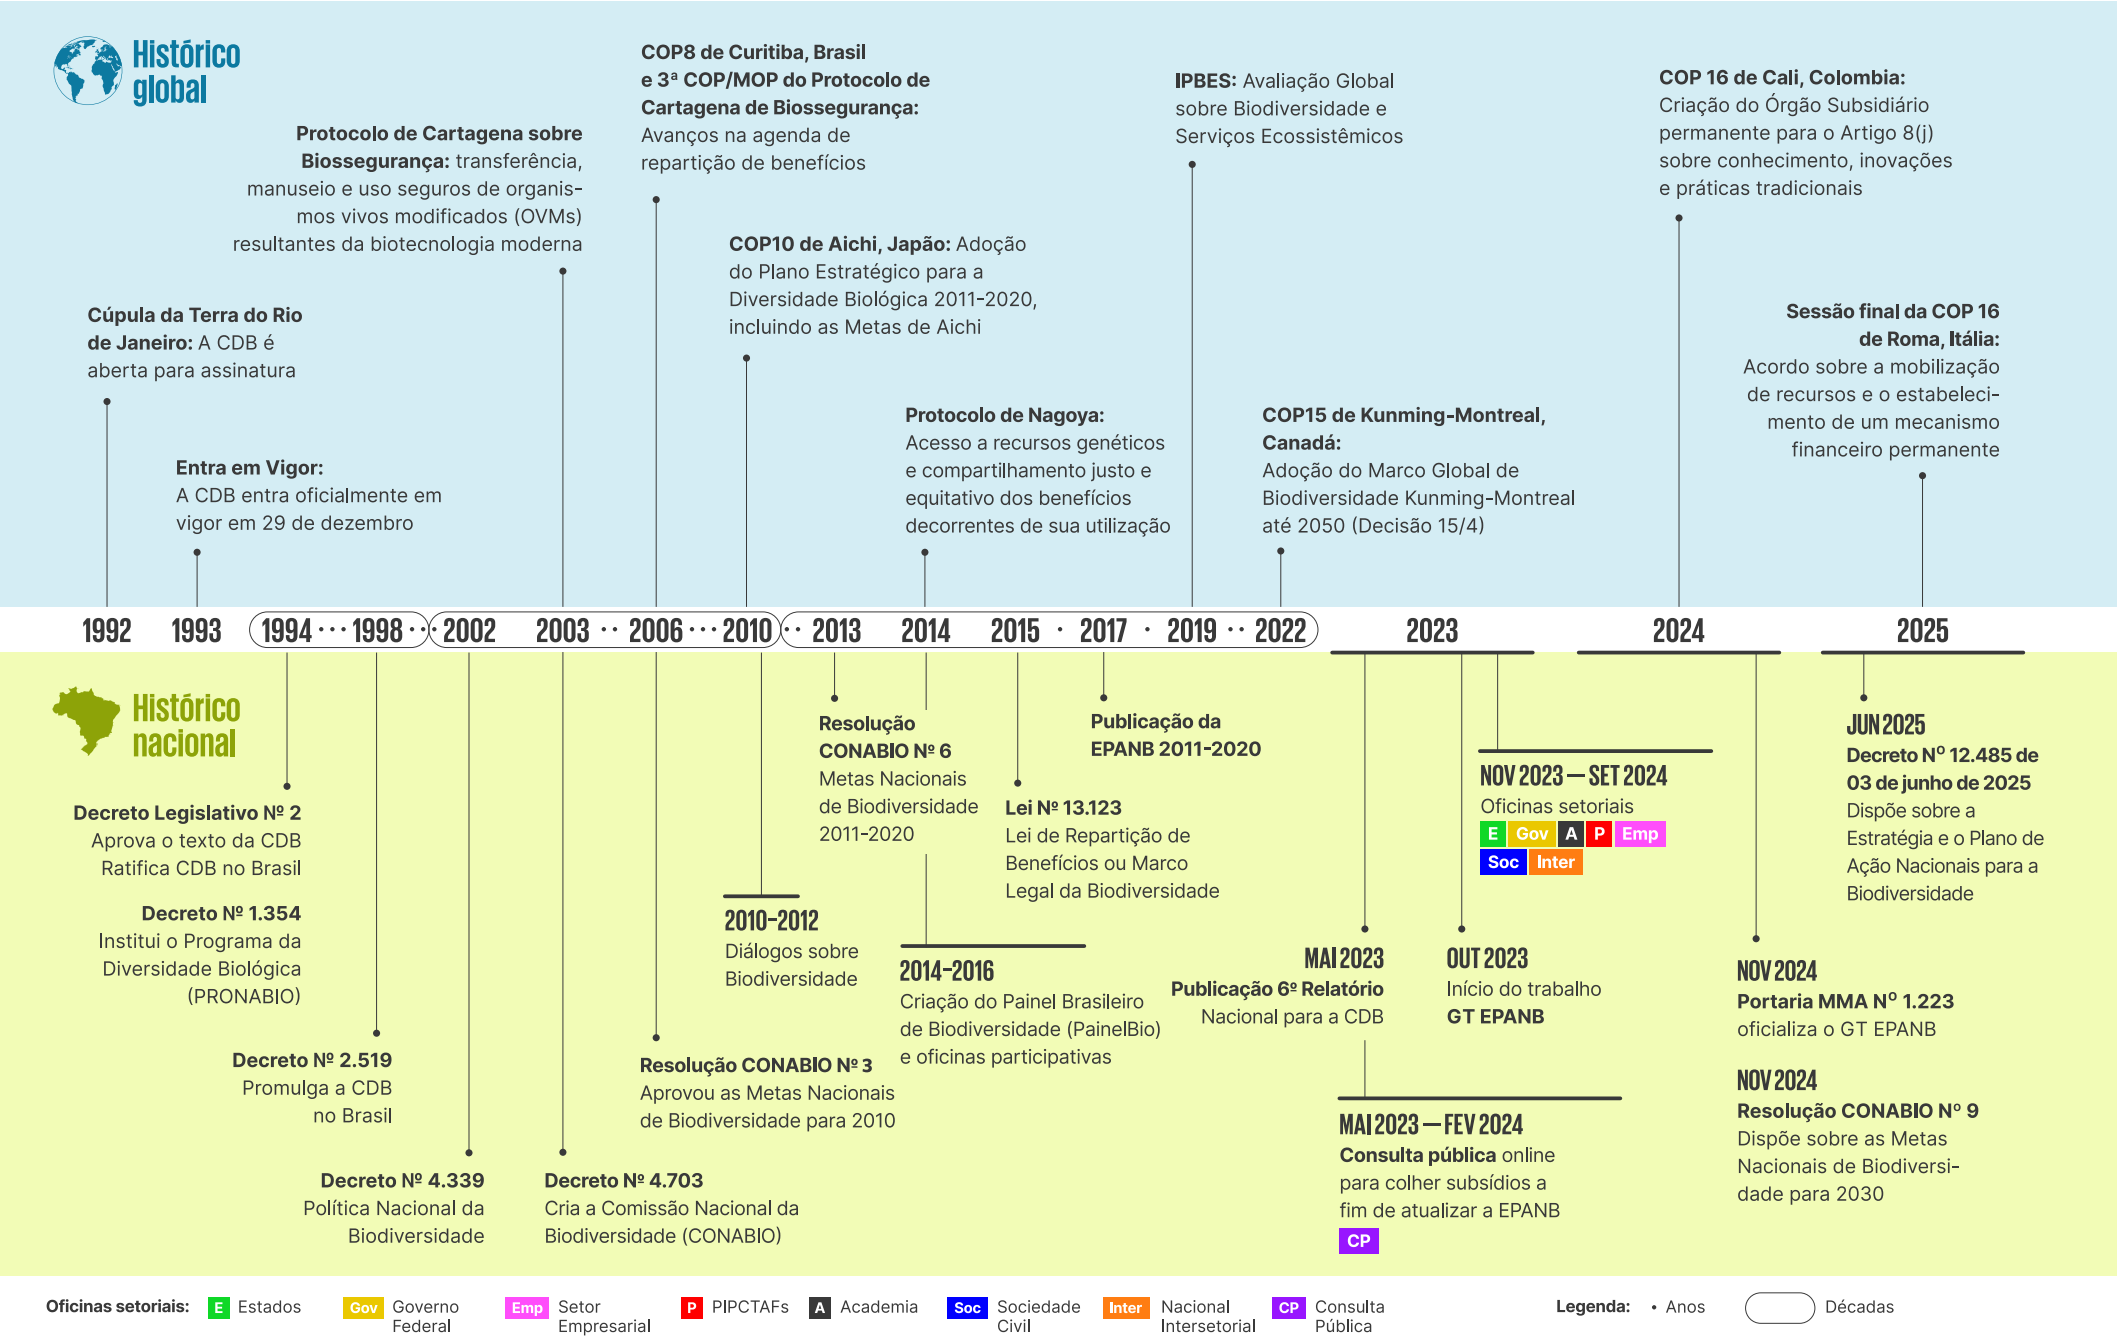 Histórico
global
Cúpula da Terra do Rio
de Janeiro: A CDB é
aberta para assinatura
Entra em Vigor:
A CDB entra oficialmente em
vigor em 29 de dezembro
Protocolo de Cartagena sobre
Biossegurança: transferência,
manuseio e uso seguros de organis-
mos vivos modificados (OVMs)
resultantes da biotecnologia moderna
COP8 de Curitiba, Brasil
e 3ª COP/MOP do Protocolo de
Cartagena de Biossegurança:
Avanços na agenda de
repartição de benefícios
COP10 de Aichi, Japão: Adoção
do Plano Estratégico para a
Diversidade Biológica 2011-2020,
incluindo as Metas de Aichi
Protocolo de Nagoya:
Acesso a recursos genéticos
e compartilhamento justo e
equitativo dos benefícios
decorrentes de sua utilização
IPBES: Avaliação Global
sobre Biodiversidade e
Serviços Ecossistêmicos
COP15 de Kunming-Montreal,
Canadá:
Adoção do Marco Global de
Biodiversidade Kunming-Montreal
até 2050 (Decisão 15/4)
COP 16 de Cali, Colombia:
Criação do Órgão Subsidiário
permanente para o Artigo 8(j)
sobre conhecimento, inovações
e práticas tradicionais
Sessão final da COP 16
de Roma, Itália:
Acordo sobre a mobilização
de recursos e o estabeleci-
mento de um mecanismo
financeiro permanente
1992 1993 1994 ··· 1998 ··· 2002 2003 ·· 2006 ··· 2010 ·· 2013 2014 2015 · 2017 · 2019 ·· 2022 2023 2024 2025
Histórico
nacional
Decreto Legislativo Nº 2
Aprova o texto da CDB
Ratifica CDB no Brasil
Decreto Nº 1.354
Institui o Programa da
Diversidade Biológica
(PRONABIO)
Decreto Nº 2.519
Promulga a CDB
no Brasil
Decreto Nº 4.339
Política Nacional da
Biodiversidade
Decreto Nº 4.703
Cria a Comissão Nacional da
Biodiversidade (CONABIO)
Resolução CONABIO Nº 3
Aprovou as Metas Nacionais
de Biodiversidade para 2010
2010–2012
Diálogos sobre
Biodiversidade
Resolução
CONABIO Nº 6
Metas Nacionais
de Biodiversidade
2011-2020
2014–2016
Criação do Painel Brasileiro
de Biodiversidade (PainelBio)
e oficinas participativas
Lei Nº 13.123
Lei de Repartição de
Benefícios ou Marco
Legal da Biodiversidade
Publicação da
EPANB 2011-2020
MAI 2023
Publicação 6º Relatório
Nacional para a CDB
MAI 2023 — FEV 2024
Consulta pública online
para colher subsídios a
fim de atualizar a EPANB
CP
OUT 2023
Início do trabalho
GT EPANB
NOV 2023 — SET 2024
Oficinas setoriais
E Gov A P Emp
Soc Inter
NOV 2024
Portaria MMA Nº 1.223
oficializa o GT EPANB
NOV 2024
Resolução CONABIO Nº 9
Dispõe sobre as Metas
Nacionais de Biodiversi-
dade para 2030
JUN 2025
Decreto Nº 12.485 de
03 de junho de 2025
Dispõe sobre a
Estratégia e o Plano de
Ação Nacionais para a
Biodiversidade
Oficinas setoriais:
E Estados
Gov Governo
Federal
Emp Setor
Empresarial
P PIPCTAFs
A Academia
Soc Sociedade
Civil
Inter Nacional
Intersetorial
CP Consulta
Pública
Legenda: • Anos
Décadas